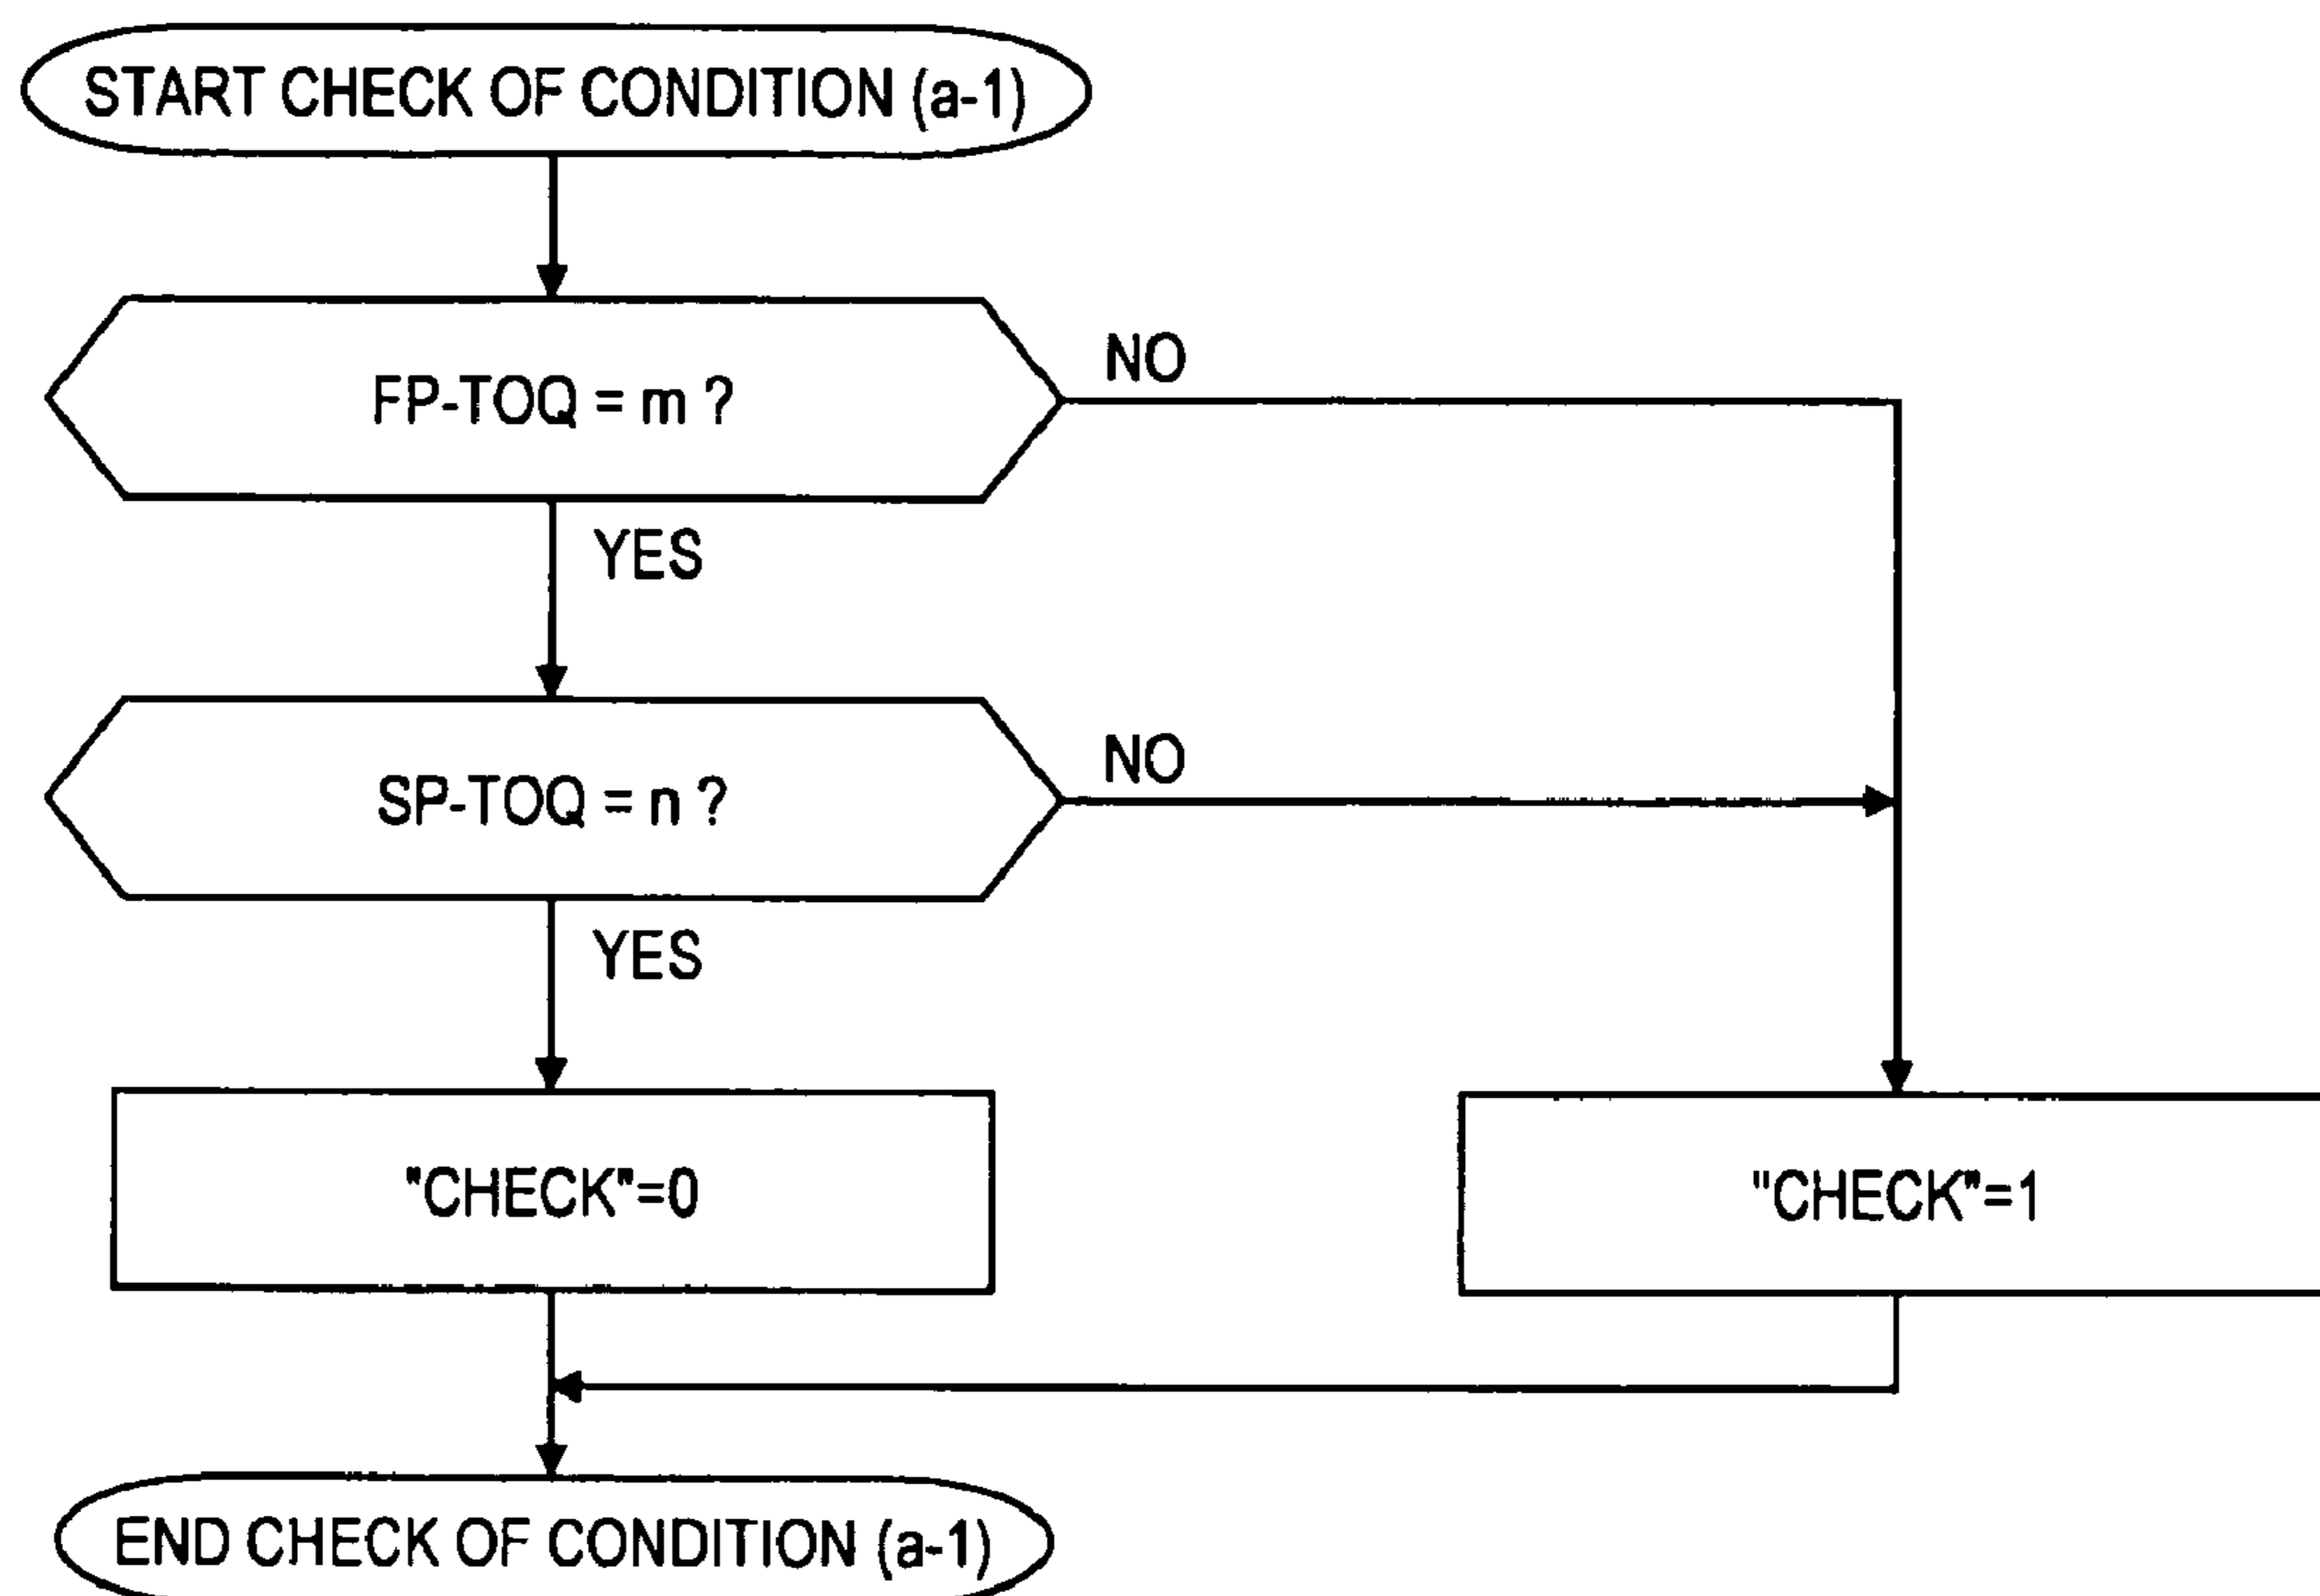 START CHECK OF CONDITION (a-1)
FP-TOQ = m ?
NO
YES
SP-TOQ = n ?
NO
YES
"CHECK"=0
"CHECK"=1
END CHECK OF CONDITION (a-1)